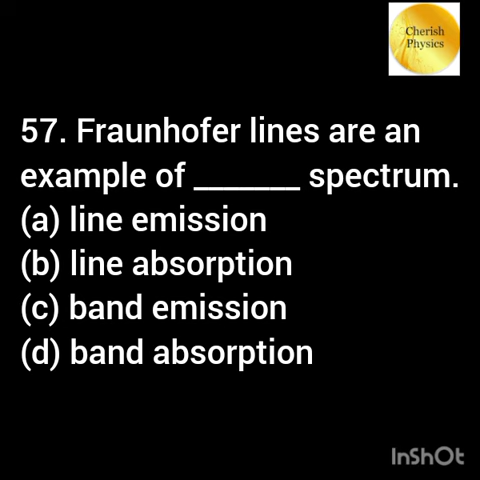 Cherish
Physics
57. Fraunhofer lines are an
example of _______ spectrum.
(a) line emission
(b) line absorption
(c) band emission
(d) band absorption
InShOt